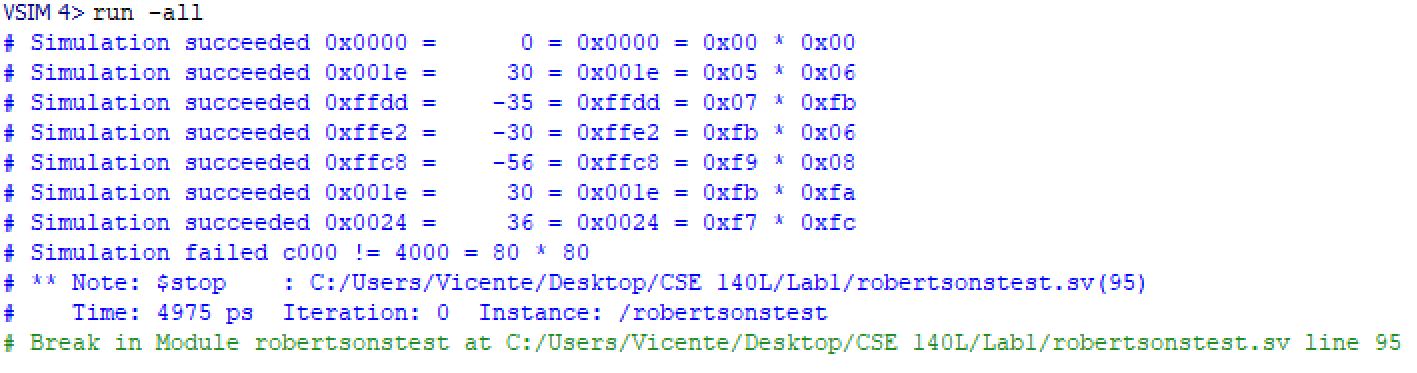 VSIM 4> run -all
# Simulation succeeded 0x0000 =      0 = 0x0000 = 0x00 * 0x00
# Simulation succeeded 0x001e =     30 = 0x001e = 0x05 * 0x06
# Simulation succeeded 0xffdd =    -35 = 0xffdd = 0x07 * 0xfb
# Simulation succeeded 0xffe2 =    -30 = 0xffe2 = 0xfb * 0x06
# Simulation succeeded 0xffc8 =    -56 = 0xffc8 = 0xf9 * 0x08
# Simulation succeeded 0x001e =     30 = 0x001e = 0xfb * 0xfa
# Simulation succeeded 0x0024 =     36 = 0x0024 = 0xf7 * 0xfc
# Simulation failed c000 != 4000 = 80 * 80
# ** Note: $stop    : C:/Users/Vicente/Desktop/CSE 140L/Lab1/robertsonstest.sv(95)
#    Time: 4975 ps  Iteration: 0  Instance: /robertsonstest
# Break in Module robertsonstest at C:/Users/Vicente/Desktop/CSE 140L/Lab1/robertsonstest.sv line 95